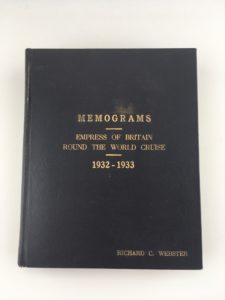 MEMOGRAMS
EMPRESS OF BRITAIN
ROUND THE WORLD CRUISE
1932-1933
RICHARD C. WEBSTER